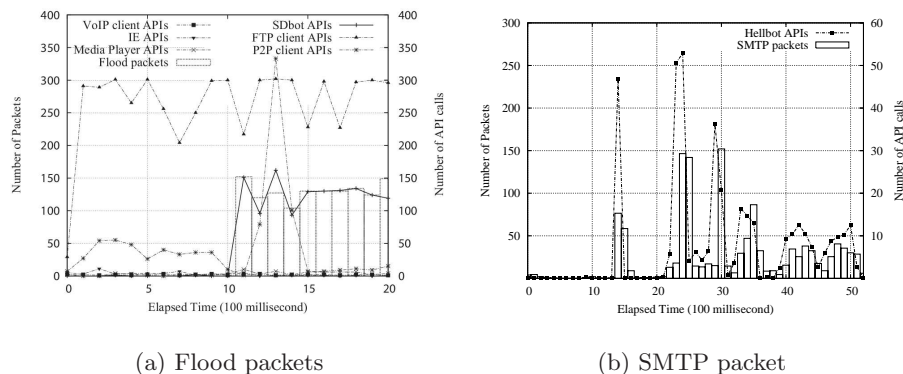 400
350
300
250
200
150
100
50
0
Number of Packets
VoIP client APIs
IE APIs
Media Player APIs
Flood packets
SDbot APIs
FTP client APIs
P2P client APIs
400
350
300
250
200
150
100
50
0
Number of API calls
0 5 10 15 20
Elapsed Time (100 millisecond)
(a) Flood packets
300
250
200
150
100
50
Number of Packets
Hellbot APIs
SMTP packets
60
50
40
30
20
10
Number of API calls
0 10 20 30 40 50
Elapsed Time (100 millisecond)
(b) SMTP packet